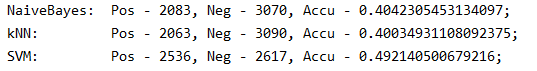 NaiveBayes: Pos - 2083, Neg - 3070, Accu - 0.4042305453134097;
kNN: Pos - 2063, Neg - 3090, Accu - 0.40034931108092375;
SVM: Pos - 2536, Neg - 2617, Accu - 0.492140500679216;